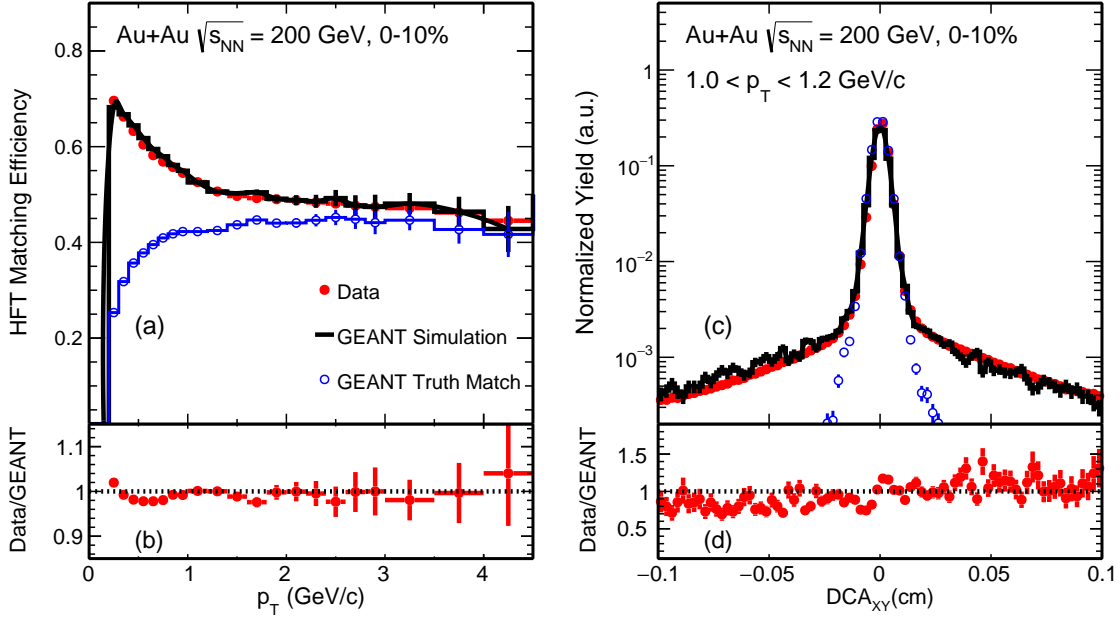 Au+Au √s_NN = 200 GeV, 0-10%
0.8
0.6
0.4
0.2
HFT Matching Efficiency
(a)
Data
GEANT Simulation
GEANT Truth Match
1.1
1
0.9
Data/GEANT
(b)
0 1 2 3 4
p_T (GeV/c)
Au+Au √s_NN = 200 GeV, 0-10%
1.0 < p_T < 1.2 GeV/c
1
10⁻¹
10⁻²
10⁻³
Normalized Yield (a.u.)
(c)
1.5
1
0.5
Data/GEANT
(d)
−0.1 −0.05 0 0.05 0.1
DCA_XY(cm)